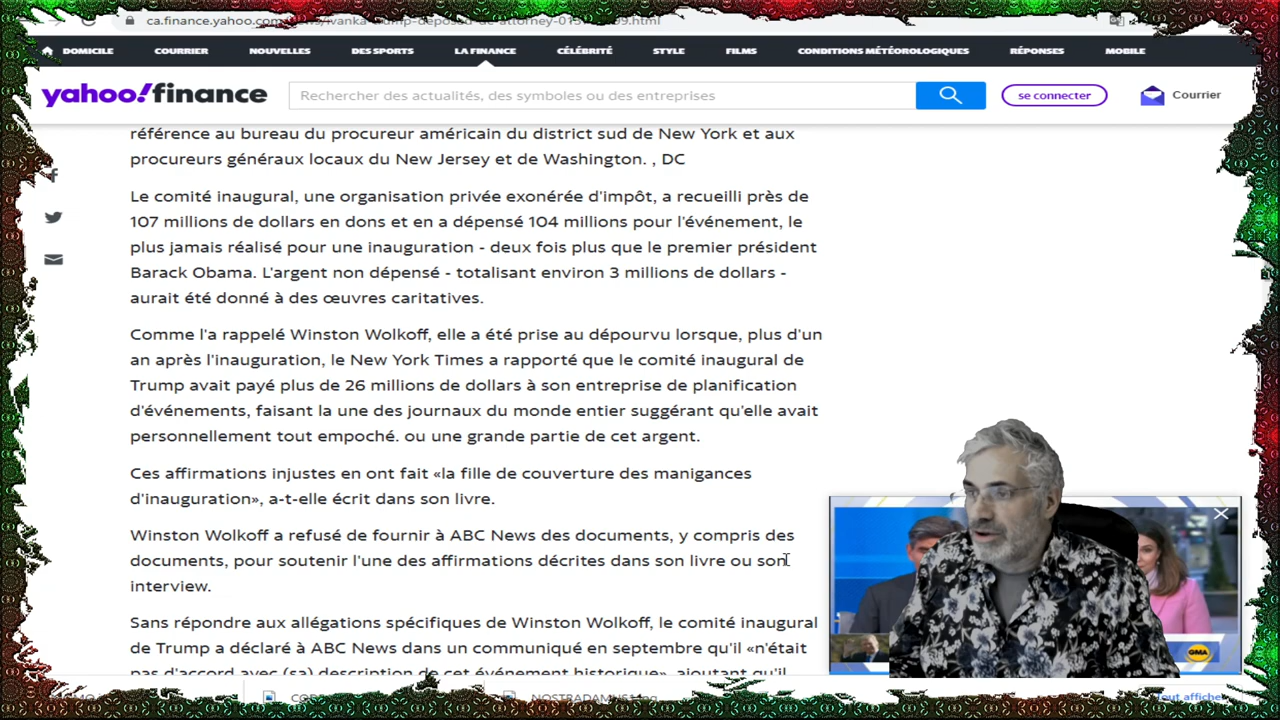 ca.finance.yahoo.com
DOMICILE COURRIER NOUVELLES DES SPORTS LA FINANCE CÉLÉBRITÉ STYLE FILMS CONDITIONS MÉTÉOROLOGIQUES RÉPONSES MOBILE
yahoo!finance Rechercher des actualités, des symboles ou des entreprises se connecter Courrier
référence au bureau du procureur américain du district sud de New York et aux
procureurs généraux locaux du New Jersey et de Washington. , DC
Le comité inaugural, une organisation privée exonérée d'impôt, a recueilli près de
107 millions de dollars en dons et en a dépensé 104 millions pour l'événement, le
plus jamais réalisé pour une inauguration - deux fois plus que le premier président
Barack Obama. L'argent non dépensé - totalisant environ 3 millions de dollars -
aurait été donné à des œuvres caritatives.
Comme l'a rappelé Winston Wolkoff, elle a été prise au dépourvu lorsque, plus d'un
an après l'inauguration, le New York Times a rapporté que le comité inaugural de
Trump avait payé plus de 26 millions de dollars à son entreprise de planification
d'événements, faisant la une des journaux du monde entier suggérant qu'elle avait
personnellement tout empoché. ou une grande partie de cet argent.
Ces affirmations injustes en ont fait «la fille de couverture des manigances
d'inauguration», a-t-elle écrit dans son livre.
Winston Wolkoff a refusé de fournir à ABC News des documents, y compris des
documents, pour soutenir l'une des affirmations décrites dans son livre ou son
interview.
Sans répondre aux allégations spécifiques de Winston Wolkoff, le comité inaugural
de Trump a déclaré à ABC News dans un communiqué en septembre qu'il «n'était
pas d'accord avec (sa) description de cet événement historique», ajoutant qu'il
GMA